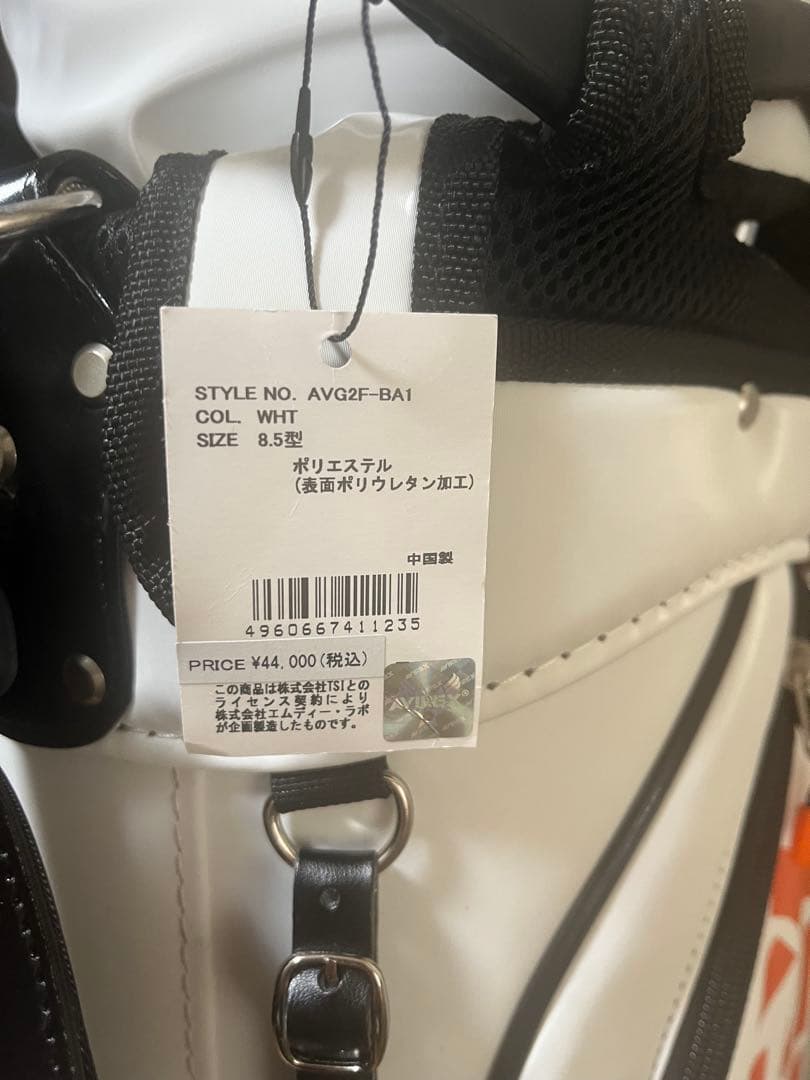 STYLE NO. AVG2F-BA1
COL. WHT
SIZE 8.5型
ポリエステル
(表面ポリウレタン加工)
中国製
4960667411235
PRICE ¥44,000(税込)
この商品は株式会社TSIとの
ライセンス契約により
株式会社エムディー・ラボ
が企画製造したものです。
AVIREX®